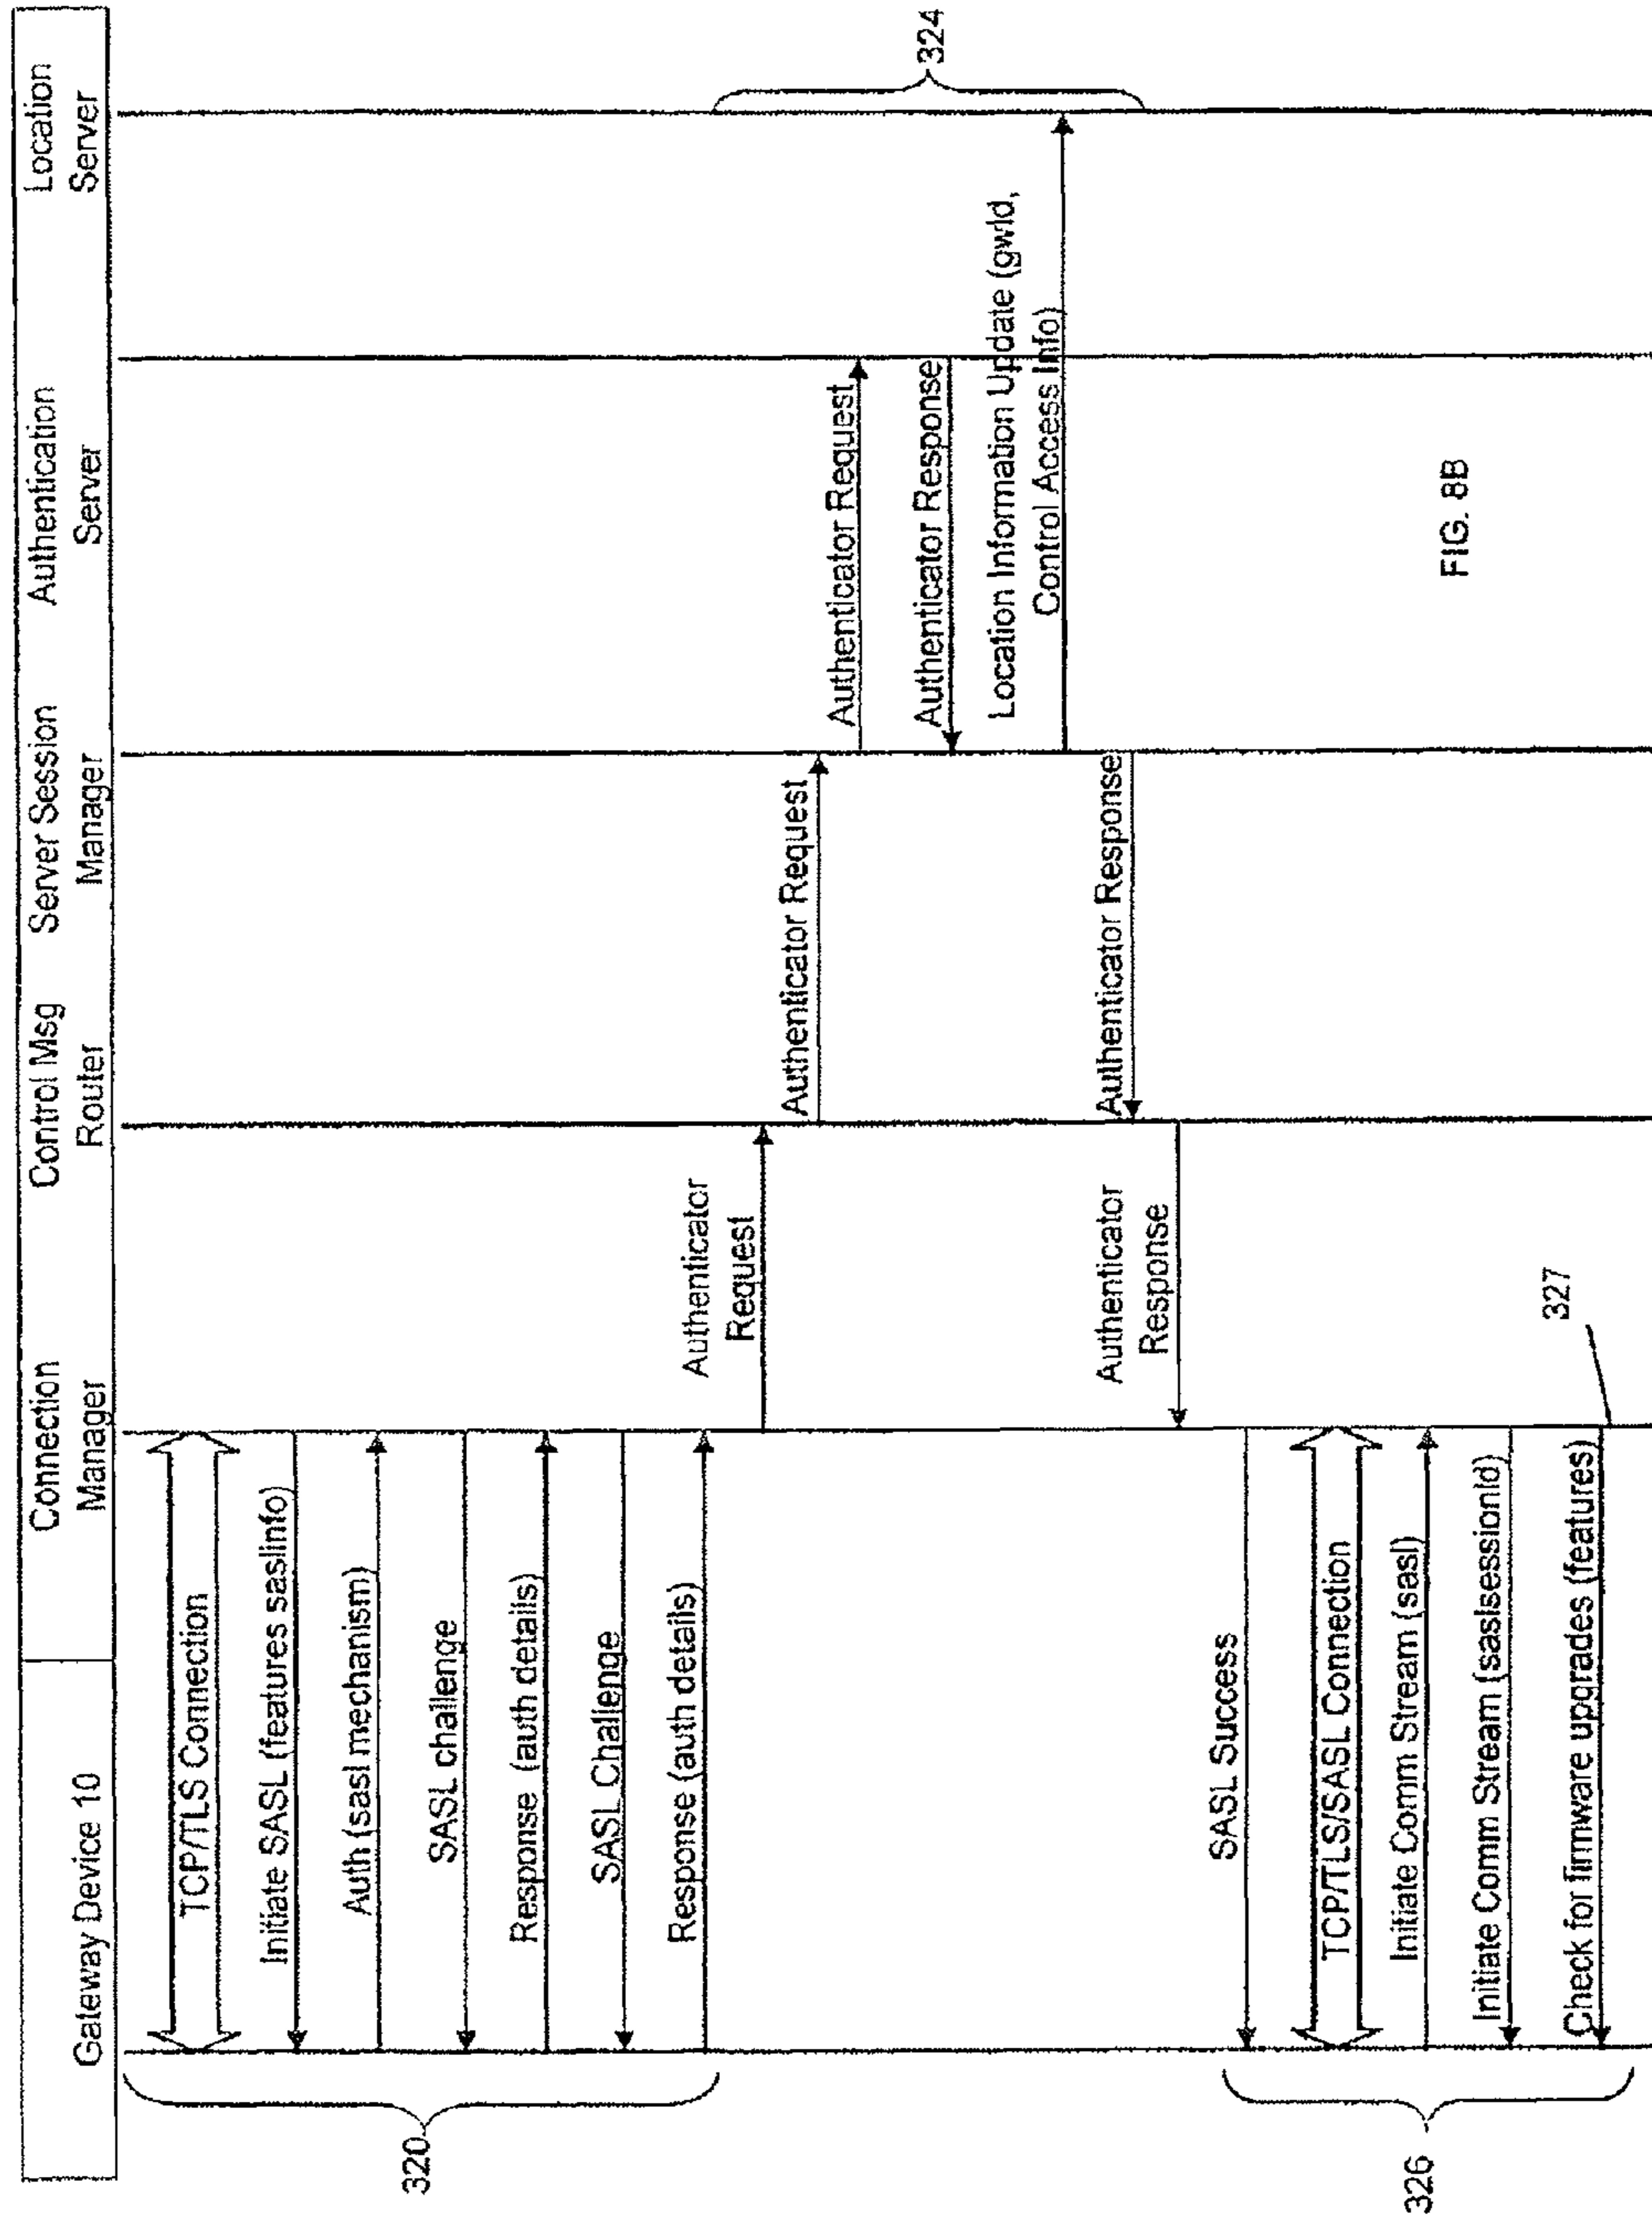 Gateway Device 10
Connection
Manager
Control Msg
Router
Server Session
Manager
Authentication
Server
Location
Server
TCP/TLS Connection
Initiate SASL (features saslinfo)
Auth (sasl mechanism)
SASL challenge
Response (auth details)
SASL Challenge
Response (auth details)
320
Authenticator
Request
Authenticator Request
Authenticator Request
Authenticator Response
Location Information Update (gwId,
Control Access Info)
324
Authenticator Response
Authenticator
Response
SASL Success
TCP/TLS/SASL Connection
Initiate Comm Stream (sasl)
Initiate Comm Stream (saslsessionId)
Check for firmware upgrades (features)
326
327
FIG. 8B